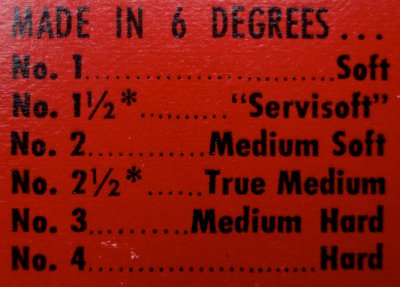 MADE IN 6 DEGREES...
No. 1..........................Soft
No. 1½*.........."Servisoft"
No. 2.............Medium Soft
No. 2½*......True Medium
No. 3...........Medium Hard
No. 4.........................Hard